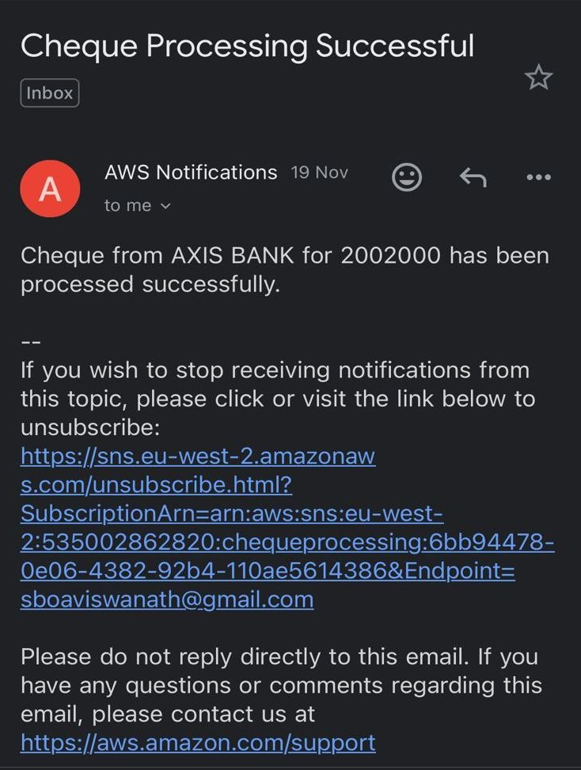 Cheque Processing Successful
Inbox
A
AWS Notifications 19 Nov
to me
Cheque from AXIS BANK for 2002000 has been
processed successfully.
--
If you wish to stop receiving notifications from
this topic, please click or visit the link below to
unsubscribe:
https://sns.eu-west-2.amazonaw
s.com/unsubscribe.html?
SubscriptionArn=arn:aws:sns:eu-west-
2:535002862820:chequeprocessing:6bb94478-
0e06-4382-92b4-110ae5614386&Endpoint=
sboaviswanath@gmail.com
Please do not reply directly to this email. If you
have any questions or comments regarding this
email, please contact us at
https://aws.amazon.com/support